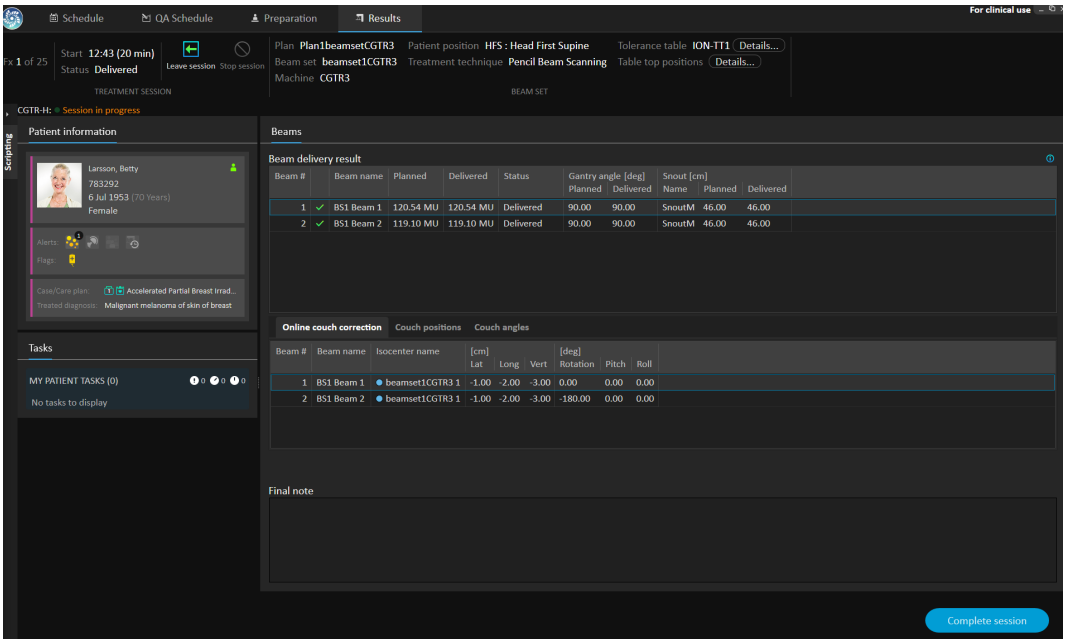 For clinical use
Schedule QA Schedule Preparation Results
Fx 1 of 25
Start 12:43 (20 min)
Status Delivered
Leave session Stop session
TREATMENT SESSION
Plan Plan1beamsetCGTR3 Patient position HFS : Head First Supine Tolerance table ION-TT1 Details...
Beam set beamset1CGTR3 Treatment technique Pencil Beam Scanning Table top positions Details...
Machine CGTR3
BEAM SET
CGTR-H: Session in progress
Scripting
Patient information
Larsson, Betty
783292
6 Jul 1953 (70 Years)
Female
Alerts: 1
Flags:
Case/Care plan: 1 Accelerated Partial Breast Irrad...
Treated diagnosis: Malignant melanoma of skin of breast
Tasks
MY PATIENT TASKS (0) 0 0 0
No tasks to display
Beams
Beam delivery result
Beam # Beam name Planned Delivered Status Gantry angle [deg] Snout [cm]
Planned Delivered Name Planned Delivered
1 BS1 Beam 1 120.54 MU 120.54 MU Delivered 90.00 90.00 SnoutM 46.00 46.00
2 BS1 Beam 2 119.10 MU 119.10 MU Delivered 90.00 90.00 SnoutM 46.00 46.00
Online couch correction Couch positions Couch angles
Beam # Beam name Isocenter name [cm] [deg]
Lat Long Vert Rotation Pitch Roll
1 BS1 Beam 1 beamset1CGTR3 1 -1.00 -2.00 -3.00 0.00 0.00 0.00
2 BS1 Beam 2 beamset1CGTR3 1 -1.00 -2.00 -3.00 -180.00 0.00 0.00
Final note
Complete session